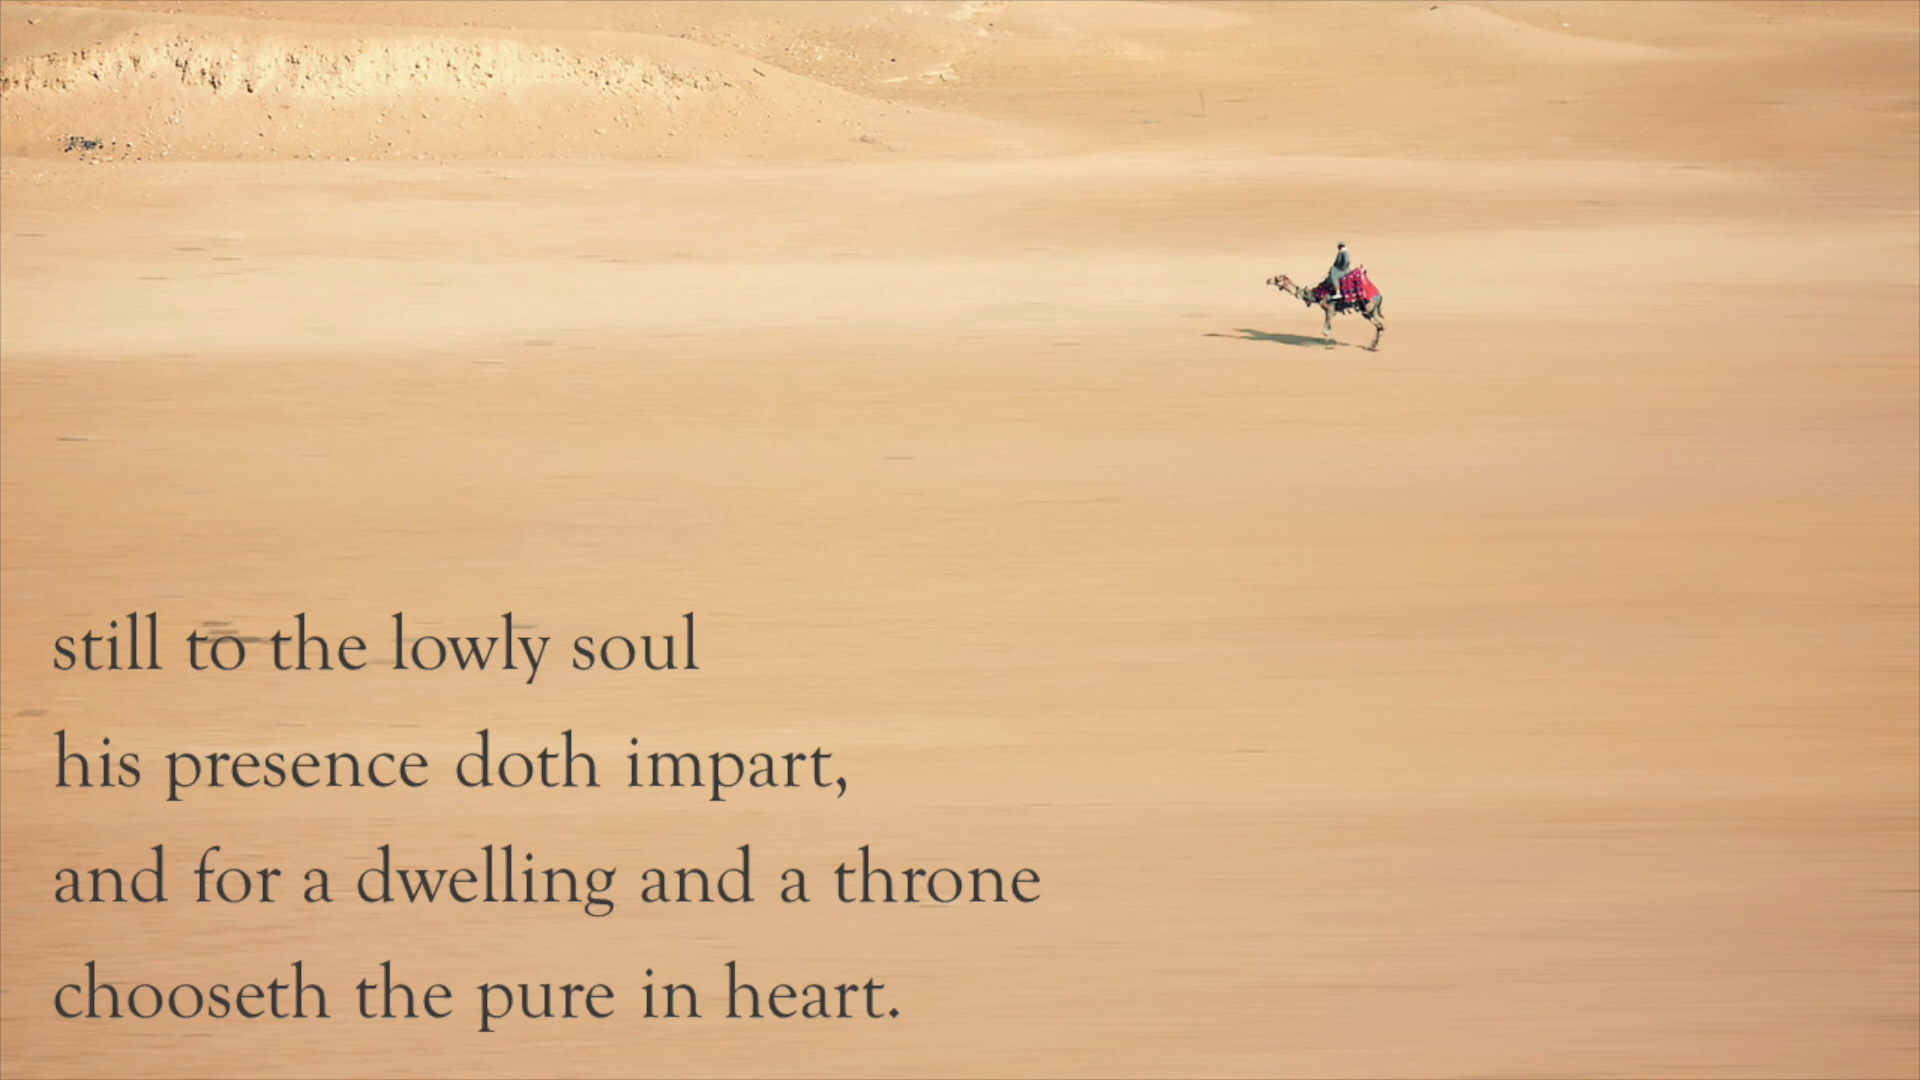 still to the lowly soul
his presence doth impart,
and for a dwelling and a throne
chooseth the pure in heart.